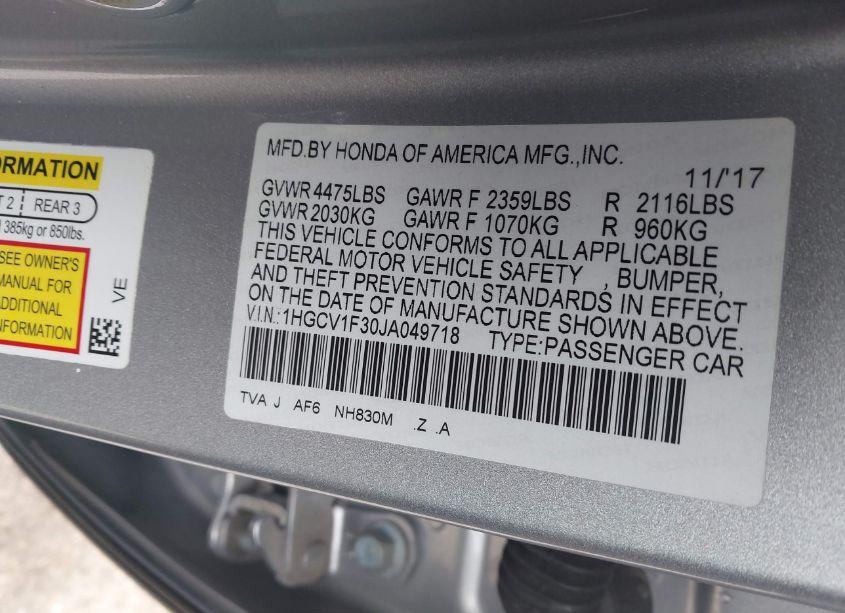 ORMATION
T 2 REAR 3
385kg or 850lbs.
SEE OWNER'S
MANUAL FOR
ADDITIONAL
INFORMATION
VE
MFD.BY HONDA OF AMERICA MFG.,INC.
11/'17
GVWR 4475LBS GAWR F 2359LBS R 2116LBS
GVWR 2030KG GAWR F 1070KG R 960KG
THIS VEHICLE CONFORMS TO ALL APPLICABLE
FEDERAL MOTOR VEHICLE SAFETY , BUMPER,
AND THEFT PREVENTION STANDARDS IN EFFECT
ON THE DATE OF MANUFACTURE SHOWN ABOVE.
V.I.N.:1HGCV1F30JA049718 TYPE:PASSENGER CAR
TVA J AF6 NH830M .Z .A